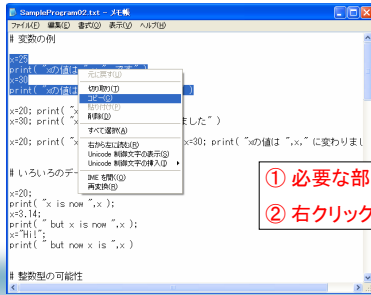 SampleProgram02.txt - メモ帳
ファイル(F) 編集(E) 書式(O) 表示(V) ヘルプ(H)
# 変数の例
x=25
print( "xの値は
x=30
print( "xの値は )
x=20; print( "x
x=30; print( "x ました" )
x=20; print( "x x=30; print( "xの値は ",x," に変わりまし
元に戻す(U)
切り取り(T)
コピー(C)
貼り付け(P)
削除(D)
すべて選択(A)
右から左に読む(R)
Unicode 制御文字の表示(S)
Unicode 制御文字の挿入(I)
IME を開く(O)
再変換(R)
# いろいろのデー
x=20;
print( "x is now ",x );
x=3.14;
print( " but x is now ",x );
x="Hi!";
print( " but now x is ",x )
# 整数型の可能性
① 必要な部
② 右クリック